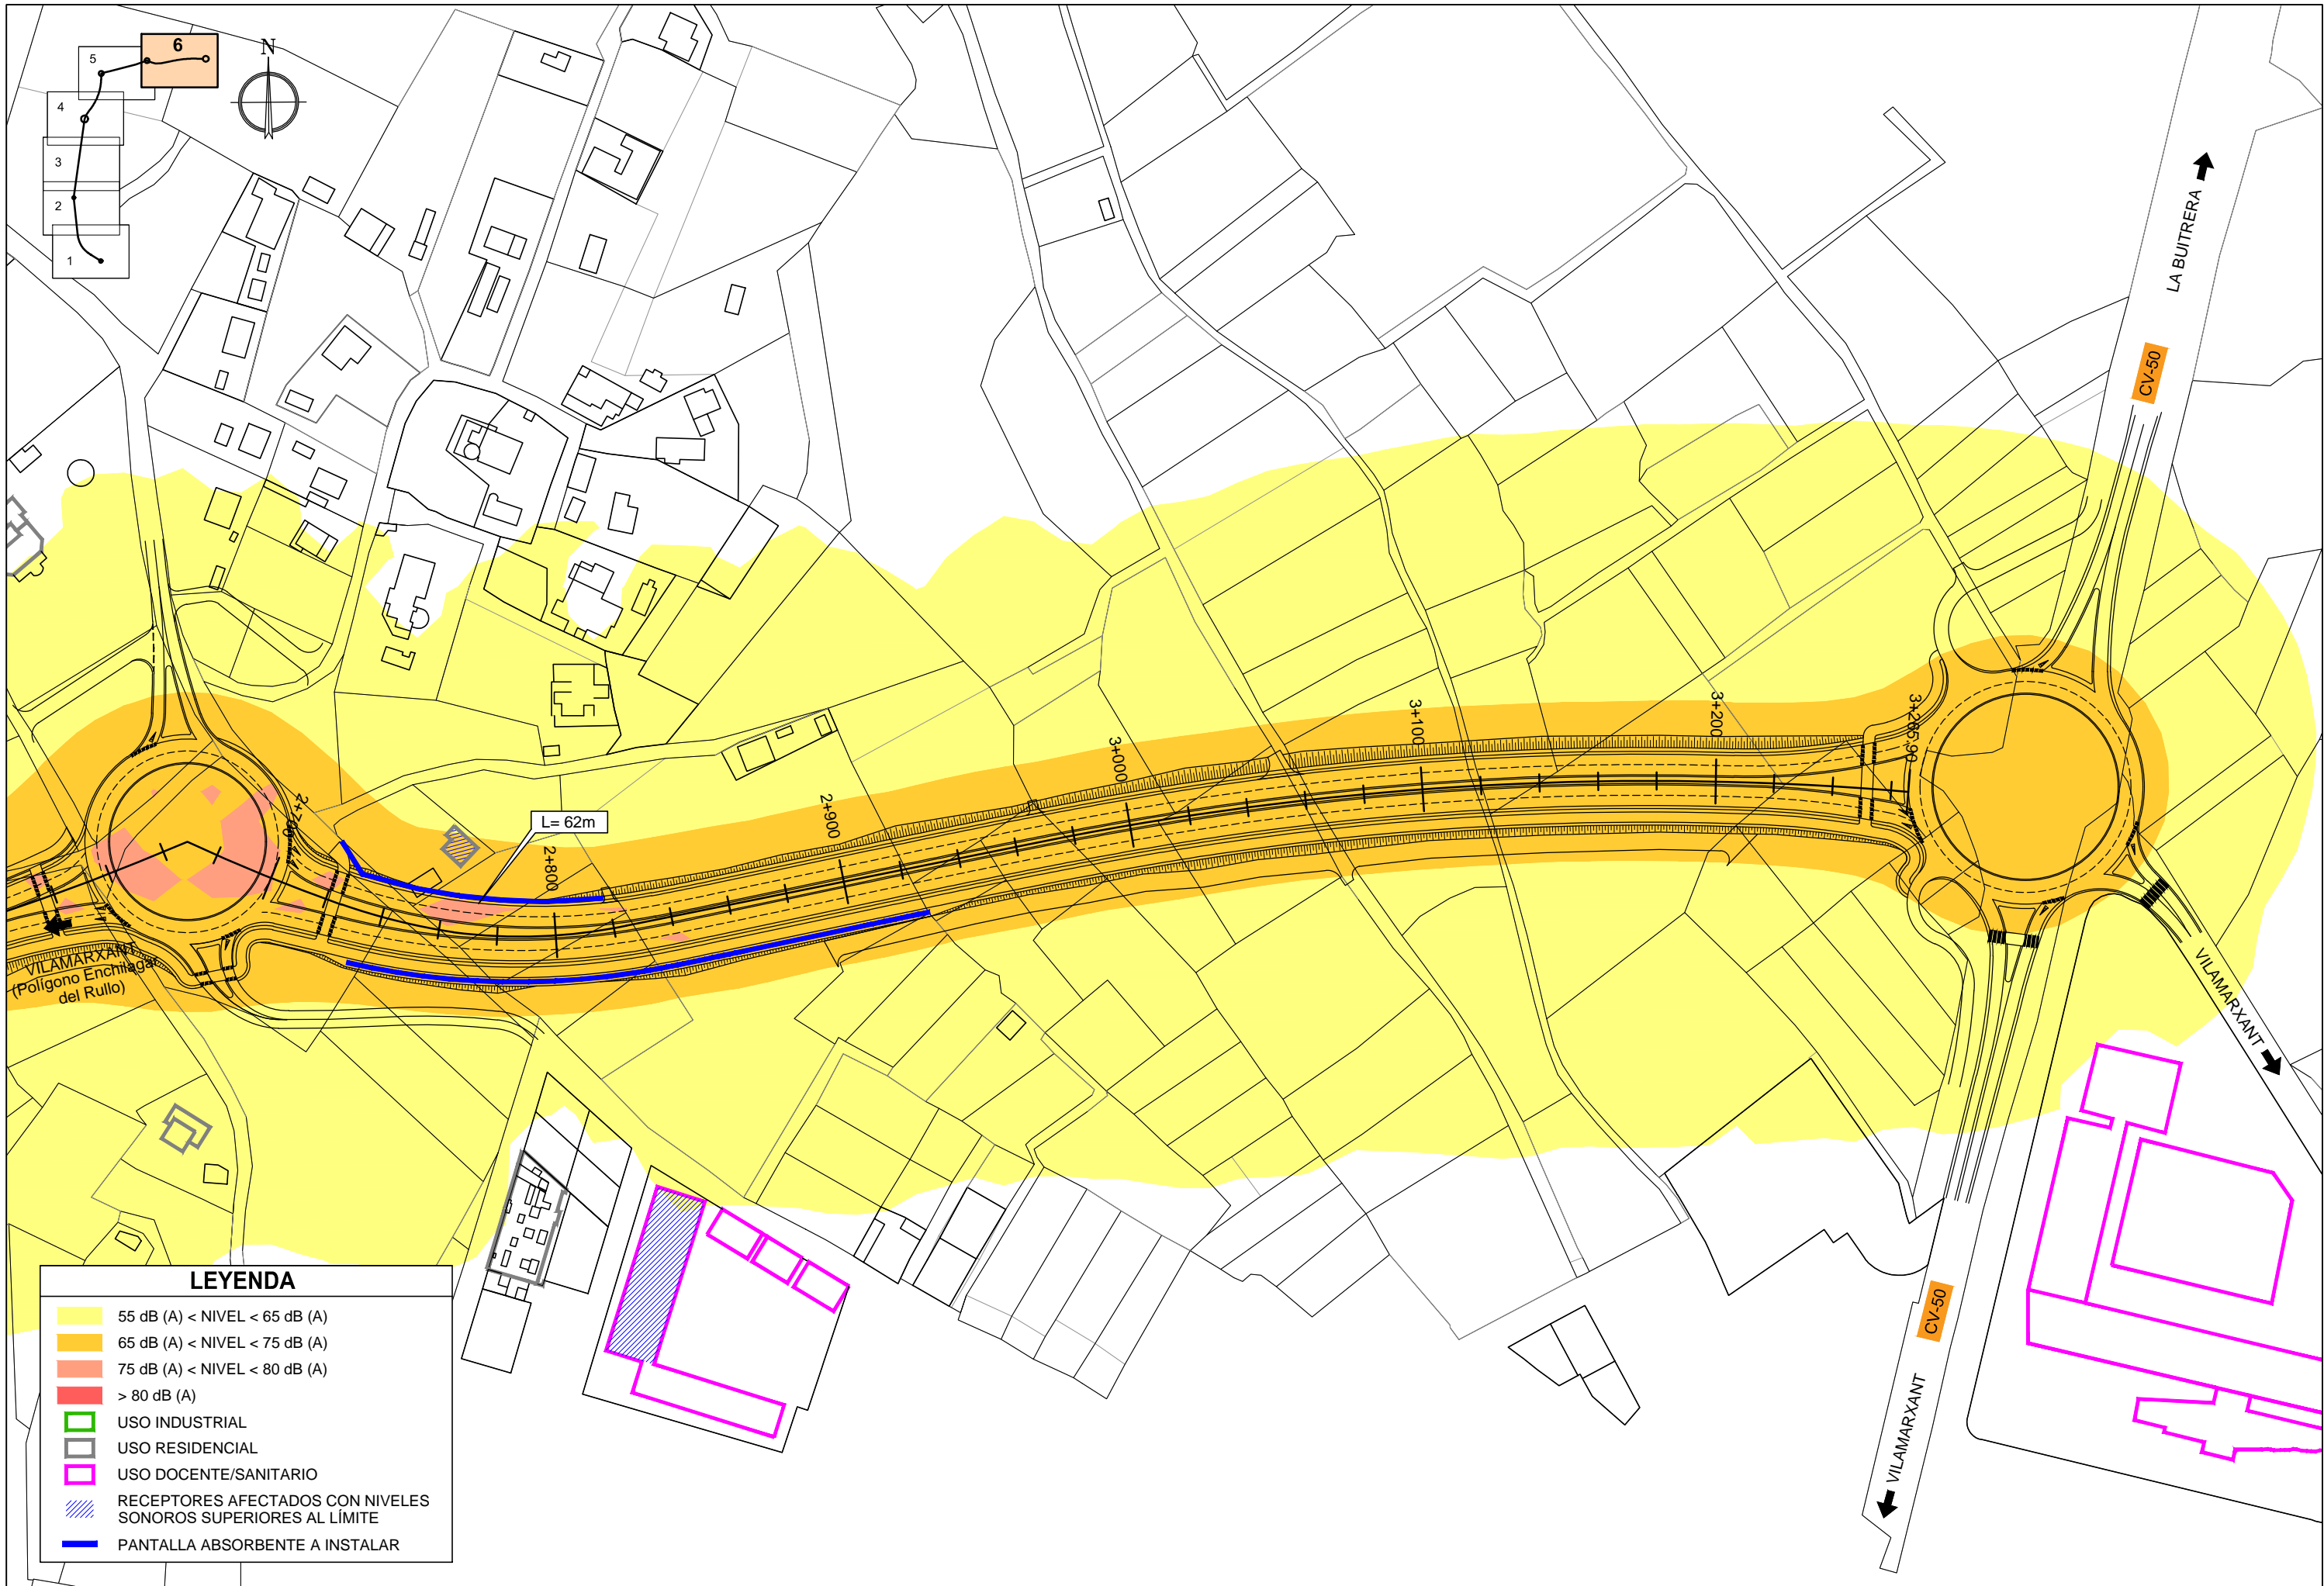 6
5
4
3
2
1
N
LA BUITRERA
CV-50
3+265.90
3+200
3+100
3+000
2+900
2+800
L= 62m
VILAMARXANT
(Polígono Enchilagar
del Rullo)
VILAMARXANT
CV-50
VILAMARXANT
LEYENDA
55 dB (A) < NIVEL < 65 dB (A)
65 dB (A) < NIVEL < 75 dB (A)
75 dB (A) < NIVEL < 80 dB (A)
> 80 dB (A)
USO INDUSTRIAL
USO RESIDENCIAL
USO DOCENTE/SANITARIO
RECEPTORES AFECTADOS CON NIVELES
SONOROS SUPERIORES AL LÍMITE
PANTALLA ABSORBENTE A INSTALAR